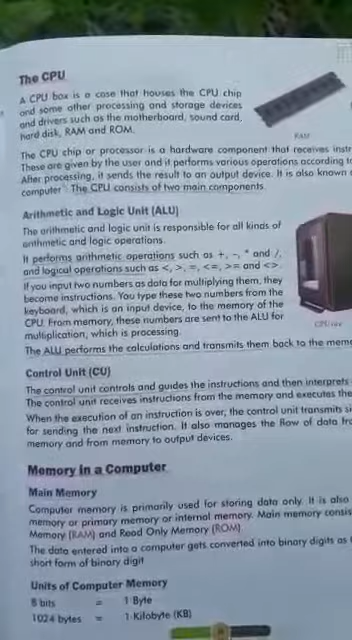 The CPU
A CPU box is a case that houses the CPU chip
and some other processing and storage devices
and drivers such as the motherboard, sound card,
hard disk, RAM and ROM.
RAM
The CPU chip or processor is a hardware component that receives instr
These are given by the user and it performs various operations according to
After processing, it sends the result to an output device. It is also known
computer'. The CPU consists of two main components.
Arithmetic and Logic Unit (ALU)
The arithmetic and logic unit is responsible for all kinds of
arithmetic and logic operations.
It performs arithmetic operations such as +, -, * and /,
and logical operations such as <, >, =, <=, >= and <>.
If you input two numbers as data for multiplying them, they
become instructions. You type these two numbers from the
keyboard, which is an input device, to the memory of the
CPU. From memory, these numbers are sent to the ALU for
multiplication, which is processing.
CPU box
The ALU performs the calculations and transmits them back to the memo
Control Unit (CU)
The control unit controls and guides the instructions and then interprets
The control unit receives instructions from the memory and executes the
When the execution of an instruction is over, the control unit transmits si
for sending the next instruction. It also manages the flow of data fro
memory and from memory to output devices.
Memory in a Computer
Main Memory
Computer memory is primarily used for storing data only. It is also
memory or primary memory or internal memory. Main memory consis
Memory (RAM) and Read Only Memory (ROM).
The data entered into a computer gets converted into binary digits as
short form of binary digit
Units of Computer Memory
8 bits = 1 Byte
1024 bytes = 1 Kilobyte (KB)